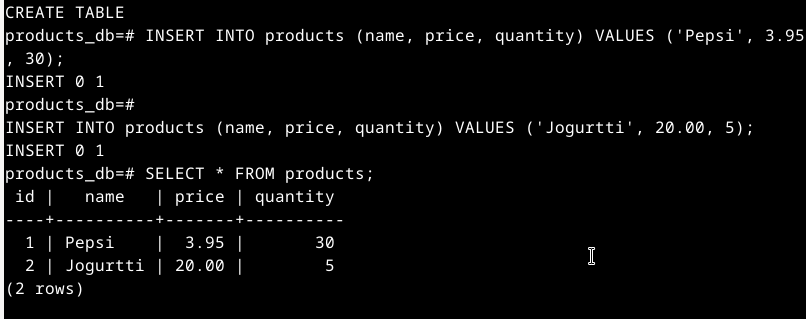 CREATE TABLE
products_db=# INSERT INTO products (name, price, quantity) VALUES ('Pepsi', 3.95
, 30);
INSERT 0 1
products_db=#
INSERT INTO products (name, price, quantity) VALUES ('Jogurtti', 20.00, 5);
INSERT 0 1
products_db=# SELECT * FROM products;
 id |   name   | price | quantity
----+----------+-------+----------
  1 | Pepsi    |  3.95 |       30
  2 | Jogurtti | 20.00 |        5
(2 rows)